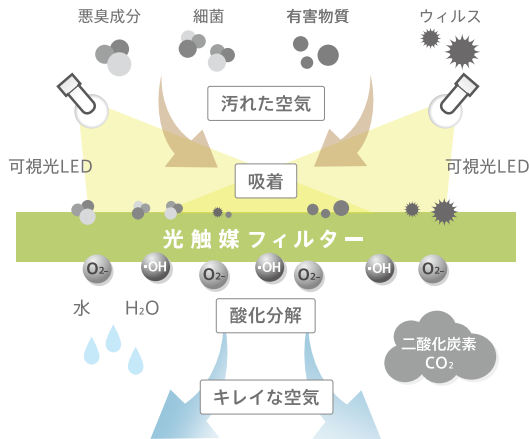 悪臭成分
細菌
有害物質
ウィルス
汚れた空気
可視光LED
可視光LED
吸着
光触媒フィルター
O2-
・OH
O2-
・OH
O2-
・OH
O2-
水
H2O
酸化分解
二酸化炭素
CO2
キレイな空気